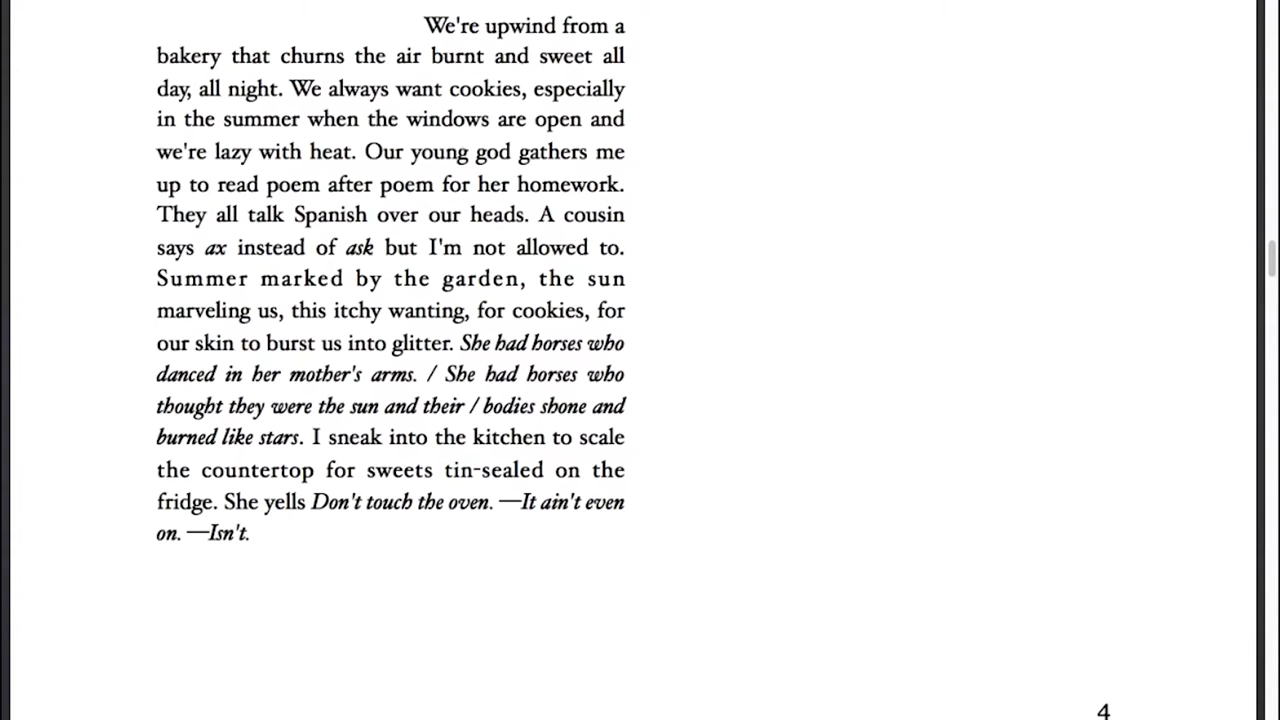 We're upwind from a
bakery that churns the air burnt and sweet all
day, all night. We always want cookies, especially
in the summer when the windows are open and
we're lazy with heat. Our young god gathers me
up to read poem after poem for her homework.
They all talk Spanish over our heads. A cousin
says ax instead of ask but I'm not allowed to.
Summer marked by the garden, the sun
marveling us, this itchy wanting, for cookies, for
our skin to burst us into glitter. She had horses who
danced in her mother's arms. / She had horses who
thought they were the sun and their / bodies shone and
burned like stars. I sneak into the kitchen to scale
the countertop for sweets tin-sealed on the
fridge. She yells Don't touch the oven. —It ain't even
on. —Isn't.
4